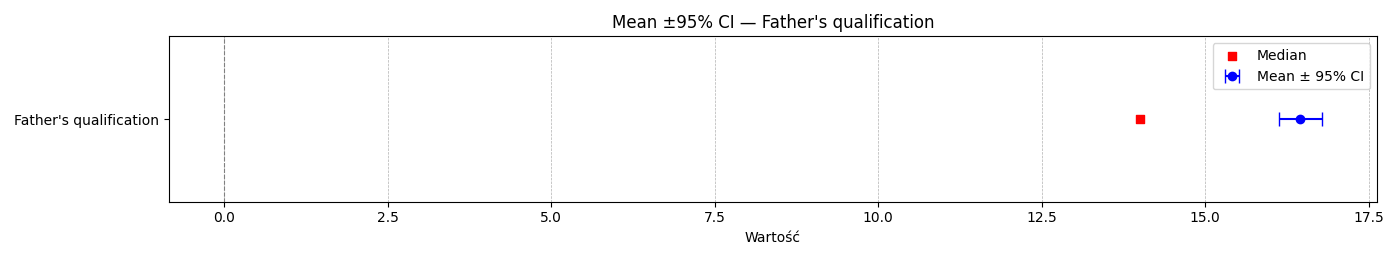 Mean ±95% CI — Father's qualification
Median
Mean ± 95% CI
Father's qualification
0.0 2.5 5.0 7.5 10.0 12.5 15.0 17.5
Wartość